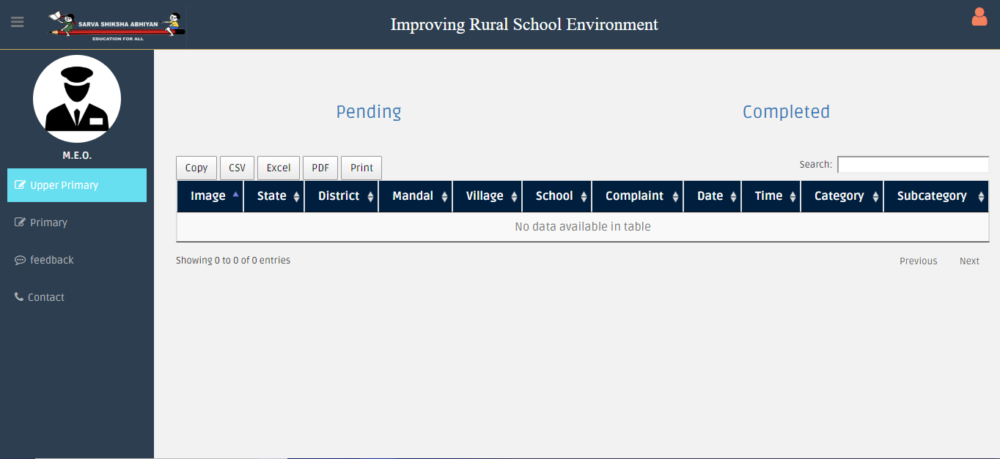 SARVA SHIKSHA ABHIYAN
EDUCATION FOR ALL
Improving Rural School Environment
M.E.O.
Upper Primary
Primary
feedback
Contact
Pending Completed
Copy CSV Excel PDF Print Search:
Image State District Mandal Village School Complaint Date Time Category Subcategory
No data available in table
Showing 0 to 0 of 0 entries Previous Next